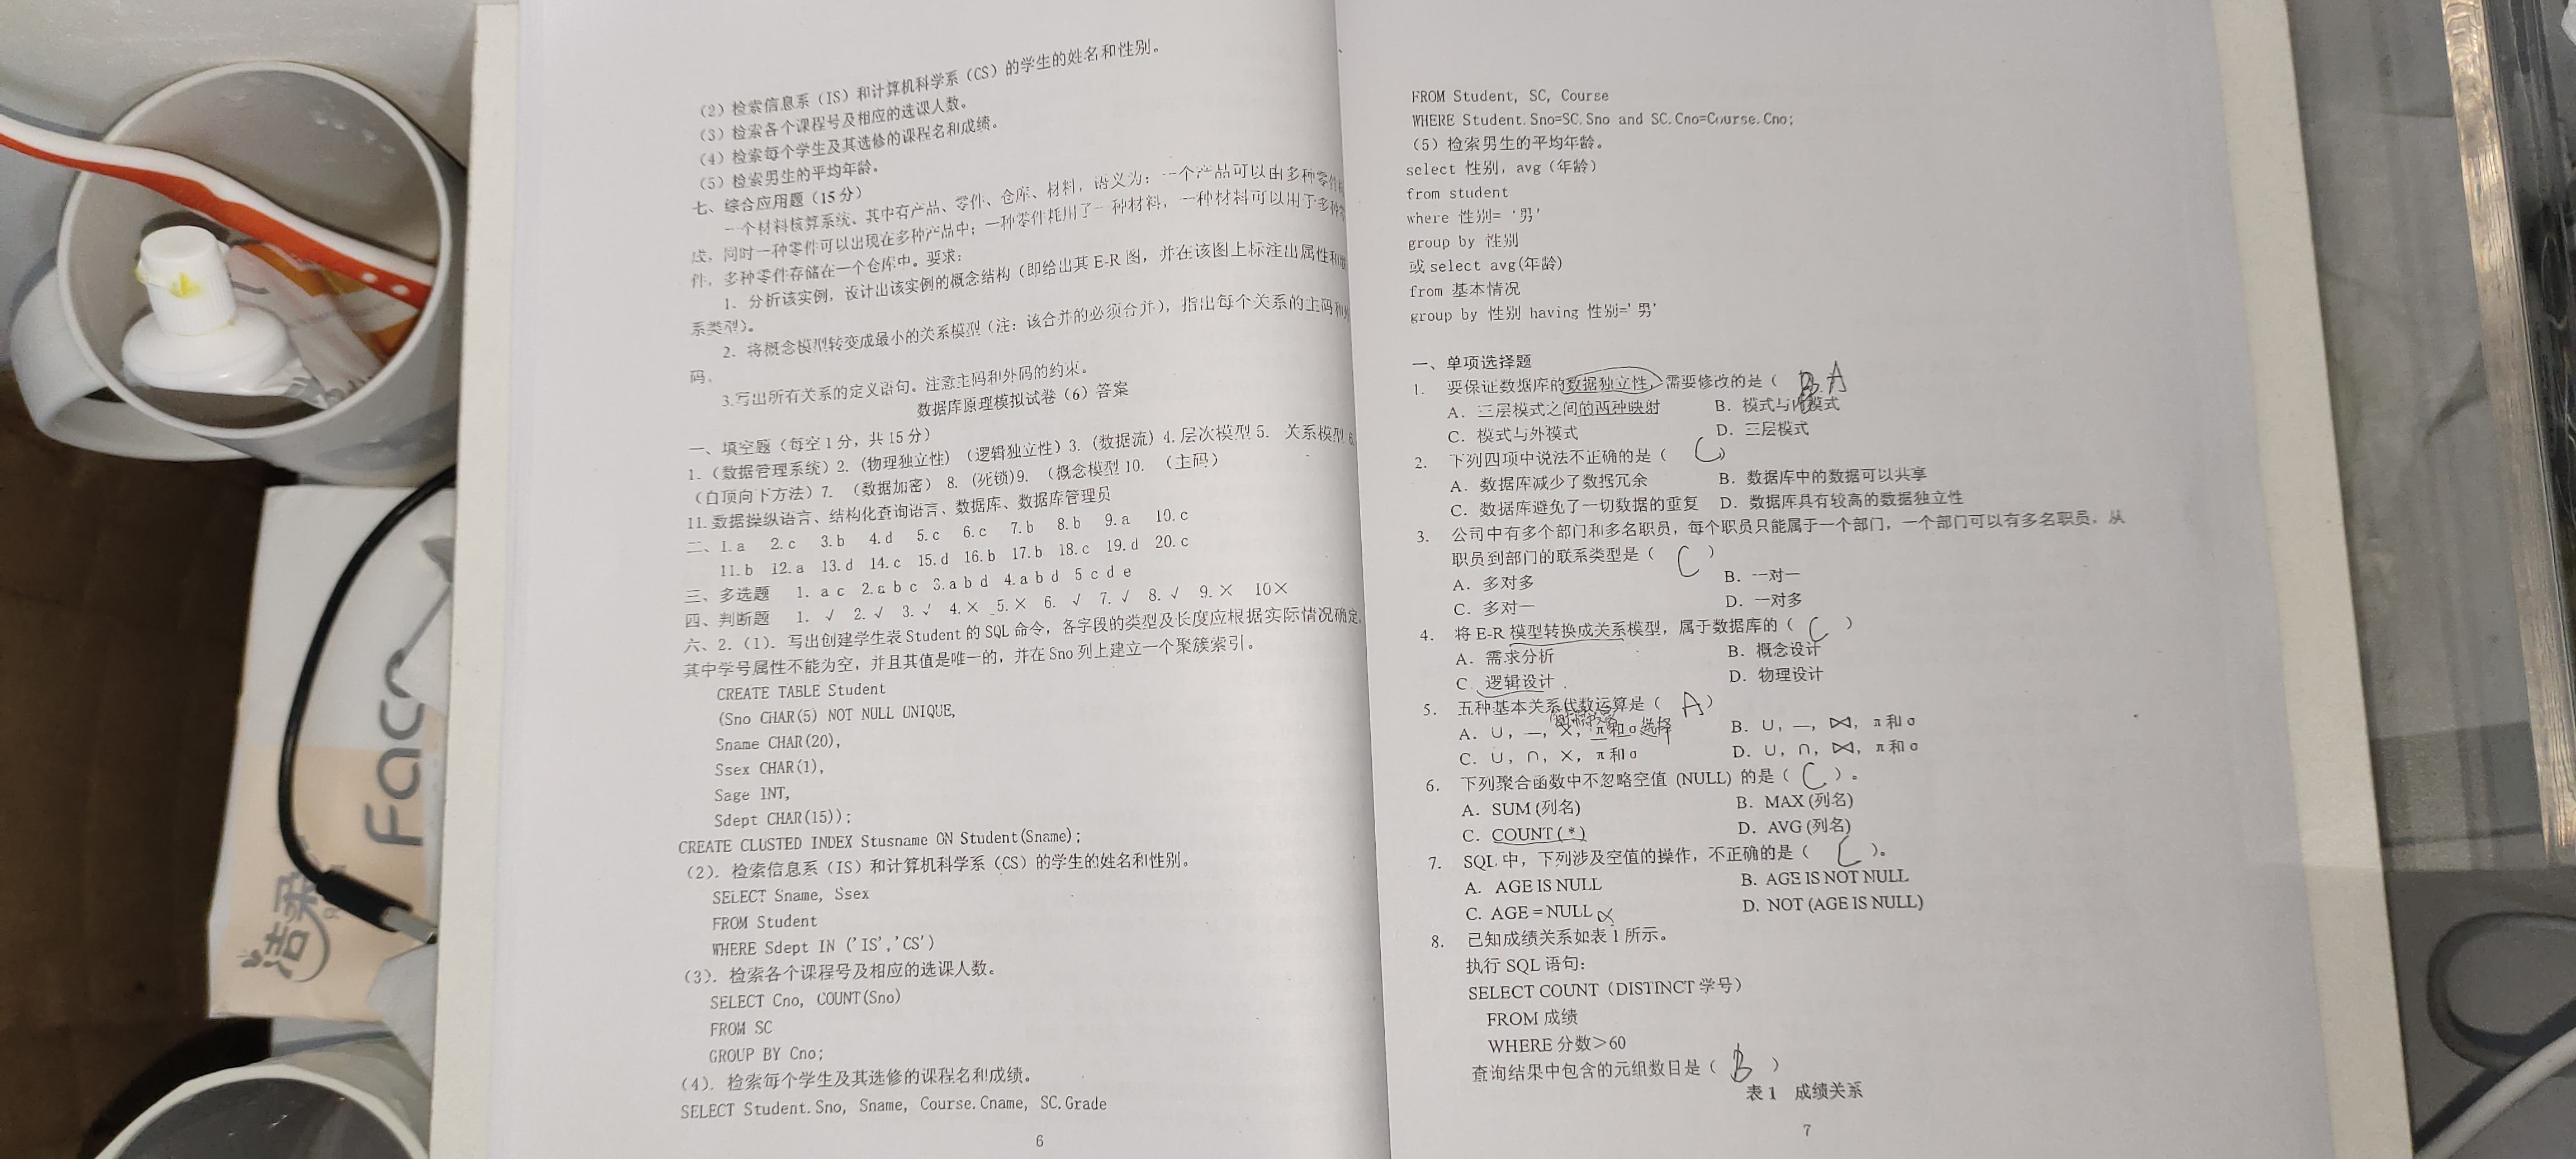 (2)检索信息系(IS)和计算机科学系(CS)的学生的姓名和性别。
(3)检索各个课程号及相应的选课人数。
(4)检索每个学生及其选修的课程名和成绩。
(5)检索男生的平均年龄。
七、综合应用题(15分)
一个材料核算系统、其中有产品、零件、仓库、材料,语义为:一个产品可以由多种零件
成,同时一种零件可以出现在多种产品中;一种零件耗用了一种材料,一种材料可以用于多种
件,多种零件存储在一个仓库中。要求:
1、分析该实例,设计出该实例的概念结构(即给出其E-R图,并在该图上标注出属性和
系类型)。
2.将概念模型转变成最小的关系模型(注:该合并的必须合并),指出每个关系的主码和
码。
3.写出所有关系的定义语句。注意主码和外码的约束。
数据库原理模拟试卷(6)答案
一、填空题(每空1分,共15分)
1.(数据管理系统)2.(物理独立性)(逻辑独立性)3.(数据流)4.层次模型5. 关系模型 6.
(自顶向下方法)7. (数据加密) 8. (死锁)9. (概念模型10. (主码)
11.数据操纵语言、结构化查询语言、数据库、数据库管理员
二、1.a 2.c 3.b 4.d 5.c 6.c 7.b 8.b 9.a 10.c
11.b 12.a 13.d 14.c 15.d 16.b 17.b 18.c 19.d 20.c
三、多选题 1. a c 2.a b c 3.a b d 4.a b d 5 c d e
四、判断题 1. √ 2. √ 3. √ 4.× 5.× 6. √ 7. √ 8. √ 9.× 10×
六、2.(1).写出创建学生表Student的SQL命令,各字段的类型及长度应根据实际情况确定,
其中学号属性不能为空,并且其值是唯一的,并在Sno列上建立一个聚簇索引。
CREATE TABLE Student
(Sno CHAR(5) NOT NULL UNIQUE,
Sname CHAR(20),
Ssex CHAR(1),
Sage INT,
Sdept CHAR(15));
CREATE CLUSTED INDEX Stusname ON Student(Sname);
(2).检索信息系(IS)和计算机科学系(CS)的学生的姓名和性别。
SELECT Sname, Ssex
FROM Student
WHERE Sdept IN ('IS','CS')
(3).检索各个课程号及相应的选课人数。
SELECT Cno, COUNT(Sno)
FROM SC
GROUP BY Cno;
(4).检索每个学生及其选修的课程名和成绩。
SELECT Student.Sno, Sname, Course.Cname, SC.Grade
6
FROM Student, SC, Course
WHERE Student.Sno=SC.Sno and SC.Cno=Course.Cno;
(5)检索男生的平均年龄。
select 性别,avg(年龄)
from student
where 性别= '男'
group by 性别
或 select avg(年龄)
from 基本情况
group by 性别 having 性别='男'
一、单项选择题
1. 要保证数据库的数据独立性,需要修改的是( A
A.三层模式之间的两种映射 B.模式与内模式
C.模式与外模式 D.三层模式
2. 下列四项中说法不正确的是( C )
A.数据库减少了数据冗余 B.数据库中的数据可以共享
C.数据库避免了一切数据的重复 D.数据库具有较高的数据独立性
3. 公司中有多个部门和多名职员,每个职员只能属于一个部门,一个部门可以有多名职员,从
职员到部门的联系类型是( C )
A.多对多 B.一对一
C.多对一 D.一对多
4. 将E-R模型转换成关系模型,属于数据库的( C )
A.需求分析 B.概念设计
C.逻辑设计 D.物理设计
5. 五种基本关系代数运算是( A )
A.∪,—,×,π和σ 选择 B.∪,—,⋈,π和σ
C.∪,∩,×,π和σ D.∪,∩,⋈,π和σ
6. 下列聚合函数中不忽略空值 (NULL) 的是( C )。
A.SUM (列名) B.MAX (列名)
C.COUNT ( * ) D.AVG (列名)
7. SQL中,下列涉及空值的操作,不正确的是( C )。
A. AGE IS NULL B. AGE IS NOT NULL
C. AGE = NULL × D. NOT (AGE IS NULL)
8. 已知成绩关系如表1所示。
执行SQL语句:
SELECT COUNT(DISTINCT学号)
FROM成绩
WHERE分数>60
查询结果中包含的元组数目是( B )
表1 成绩关系
7
Fac
洁柔